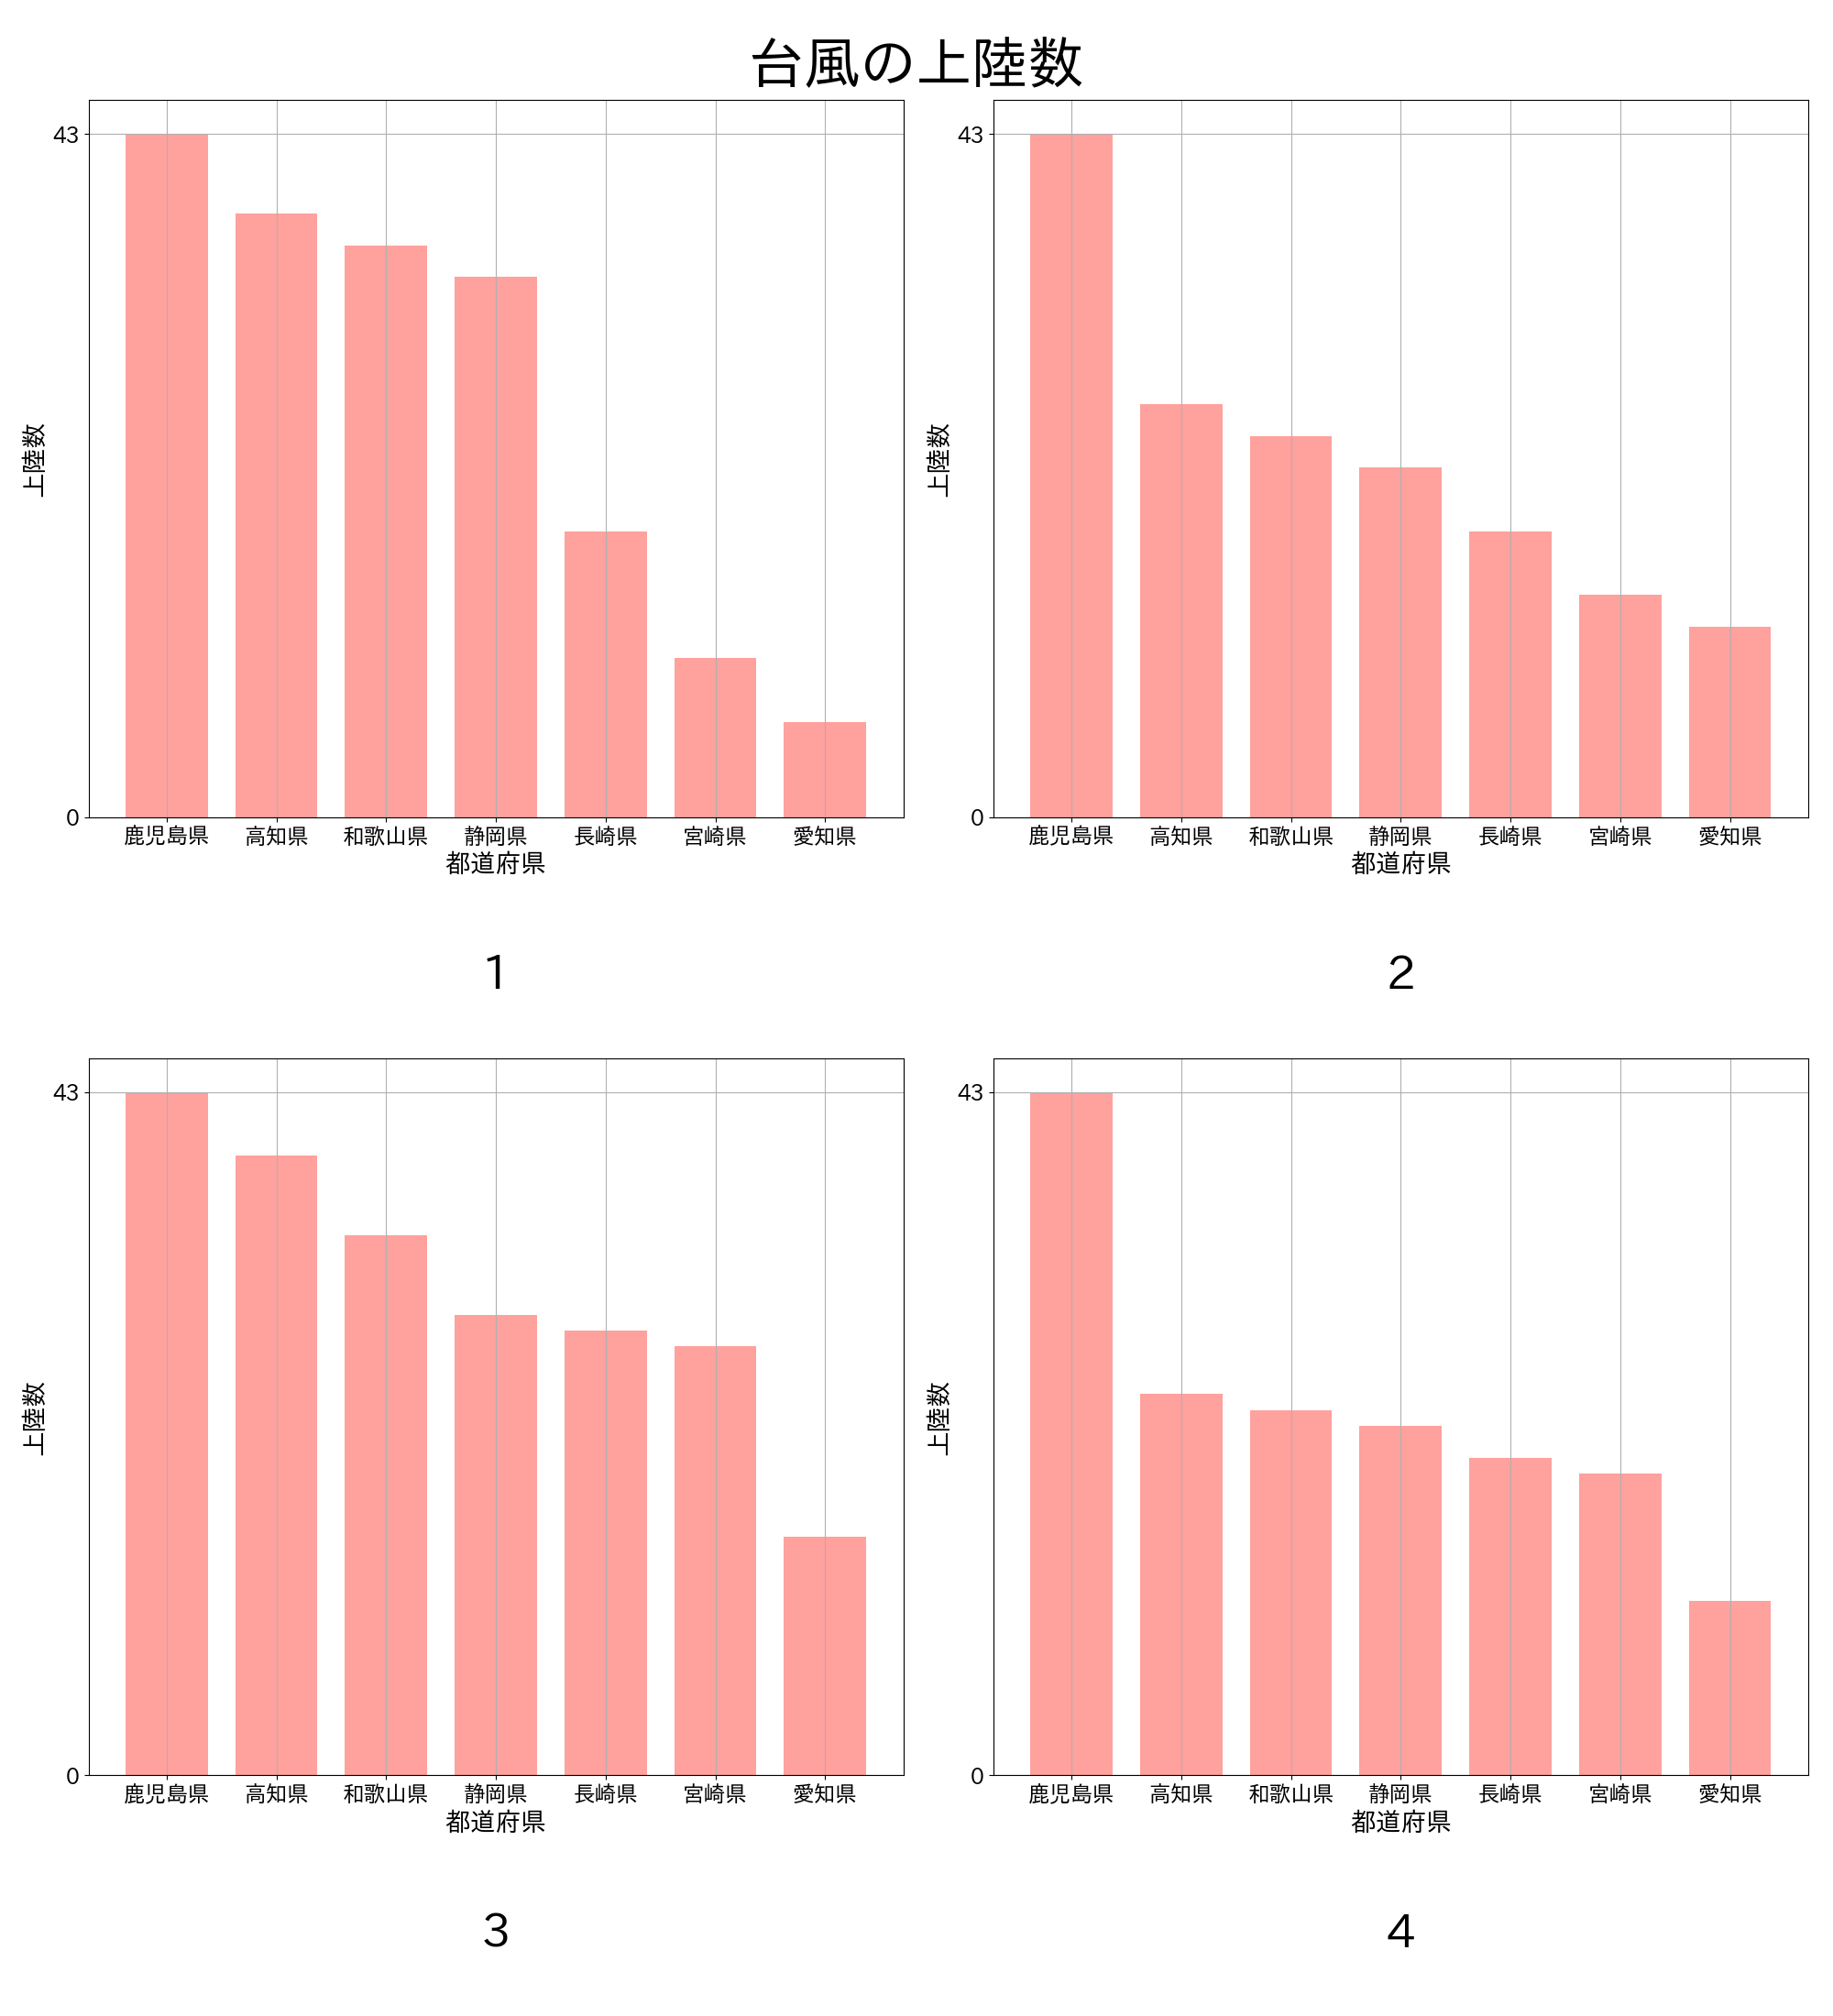 台風の上陸数
43
0
上陸数
鹿児島県 高知県 和歌山県 静岡県 長崎県 宮崎県 愛知県
都道府県
1
43
0
上陸数
鹿児島県 高知県 和歌山県 静岡県 長崎県 宮崎県 愛知県
都道府県
2
43
0
上陸数
鹿児島県 高知県 和歌山県 静岡県 長崎県 宮崎県 愛知県
都道府県
3
43
0
上陸数
鹿児島県 高知県 和歌山県 静岡県 長崎県 宮崎県 愛知県
都道府県
4